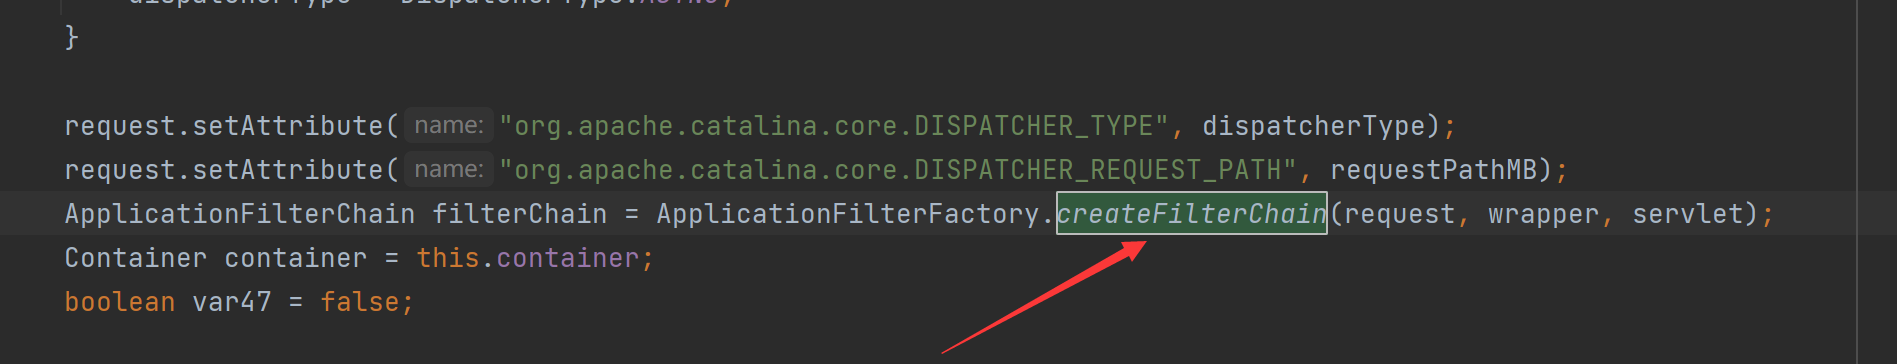 }
request.setAttribute( name: "org.apache.catalina.core.DISPATCHER_TYPE", dispatcherType);
request.setAttribute( name: "org.apache.catalina.core.DISPATCHER_REQUEST_PATH", requestPathMB);
ApplicationFilterChain filterChain = ApplicationFilterFactory.createFilterChain(request, wrapper, servlet);
Container container = this.container;
boolean var47 = false;